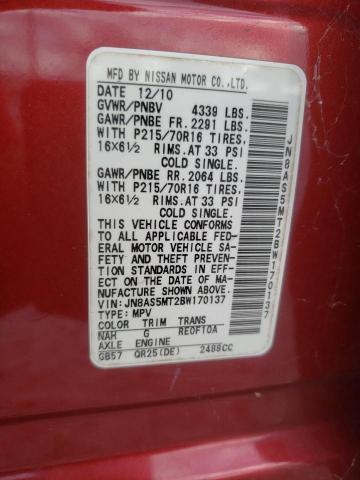 MFD BY NISSAN MOTOR CO.,LTD.
DATE 12/10
GVWR/PNBV 4339 LBS.
GAWR/PNBE FR. 2291 LBS.
WITH P215/70R16 TIRES,
16X6½ RIMS, AT 33 PSI
COLD SINGLE.
GAWR/PNBE RR. 2064 LBS.
WITH P215/70R16 TIRES,
16X6½ RIMS, AT 33 PSI
COLD SINGLE.
THIS VEHICLE CONFORMS
TO ALL APPLICABLE FED-
ERAL MOTOR VEHICLE SA-
FETY AND THEFT PREVENT-
ION STANDARDS IN EFFECT
ON THE DATE OF MA-
NUFACTURE SHOWN ABOVE.
VIN:JN8AS5MT2BW170137
TYPE: MPV
COLOR TRIM TRANS
NAH G RE0F10A
AXLE ENGINE
GB57 QR25(DE) 2488CC
JN8AS5MT2BW170137